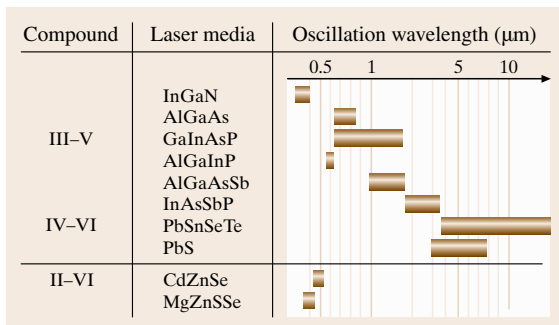 Compound Laser media Oscillation wavelength (µm)
0.5 1 5 10
InGaN
AlGaAs
III–V GaInAsP
AlGaInP
AlGaAsSb
InAsSbP
IV–VI PbSnSeTe
PbS
II–VI CdZnSe
MgZnSSe